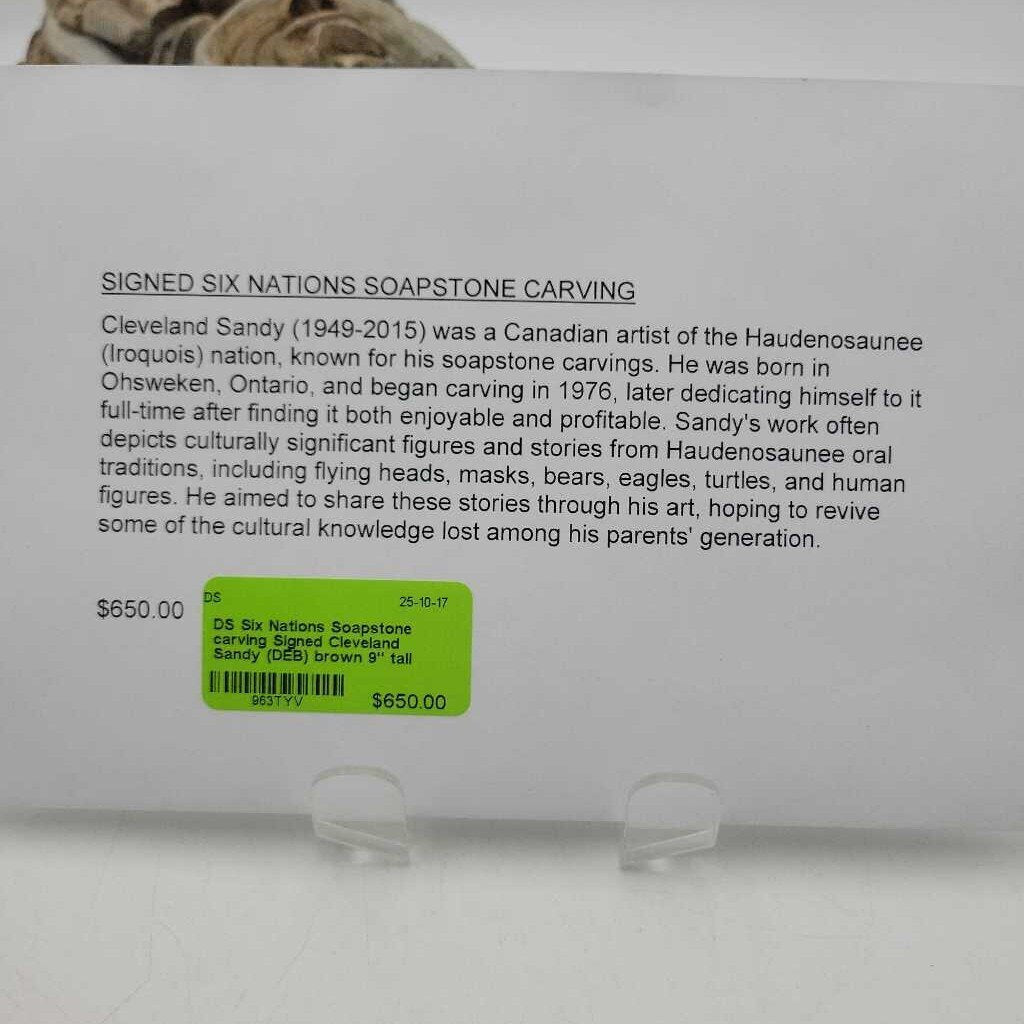 SIGNED SIX NATIONS SOAPSTONE CARVING
Cleveland Sandy (1949-2015) was a Canadian artist of the Haudenosaunee
(Iroquois) nation, known for his soapstone carvings. He was born in
Ohsweken, Ontario, and began carving in 1976, later dedicating himself to it
full-time after finding it both enjoyable and profitable. Sandy's work often
depicts culturally significant figures and stories from Haudenosaunee oral
traditions, including flying heads, masks, bears, eagles, turtles, and human
figures. He aimed to share these stories through his art, hoping to revive
some of the cultural knowledge lost among his parents' generation.
$650.00
DS 25-10-17
DS Six Nations Soapstone
carving Signed Cleveland
Sandy (DEB) brown 9" tall
963TYV $650.00